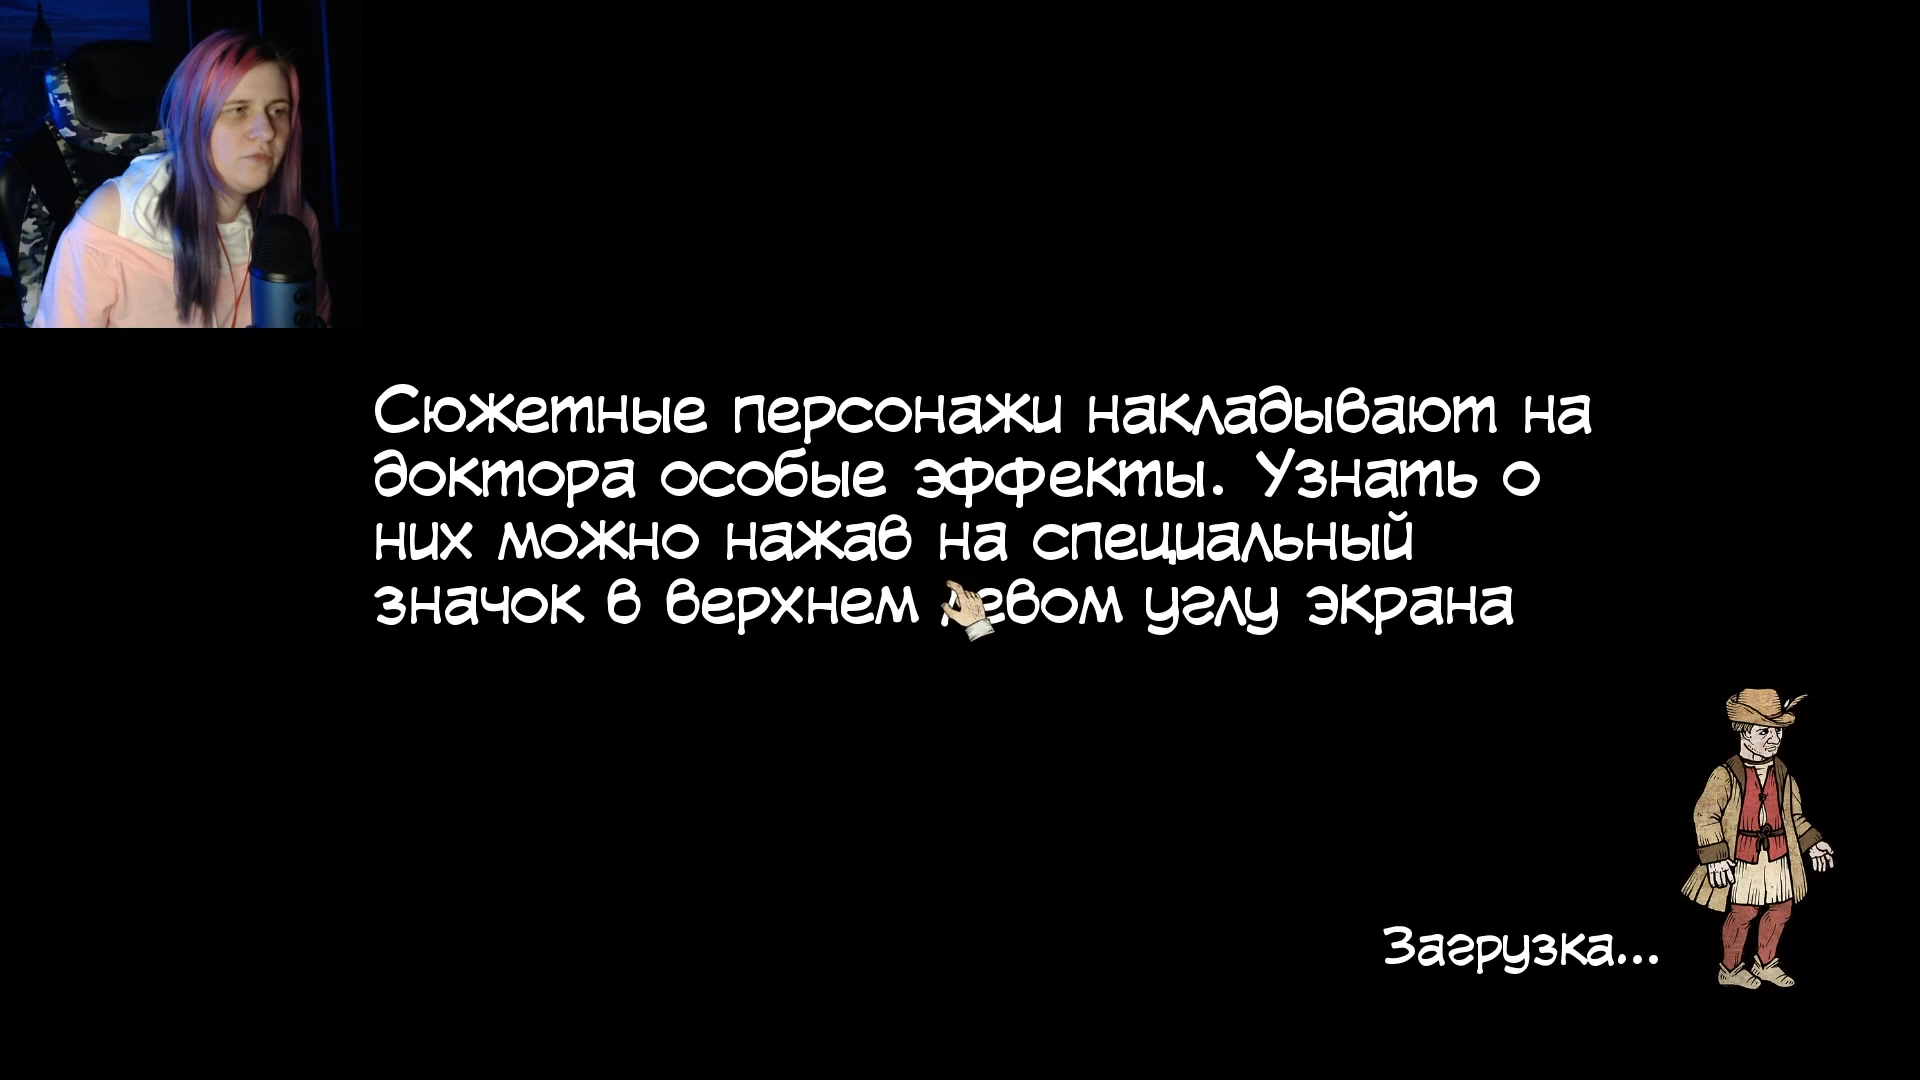 Сюжетные персонажи накладывают на
доктора особые эффекты. Узнать о
них можно нажав на специальный
значок в верхнем левом углу экрана
Загрузка...